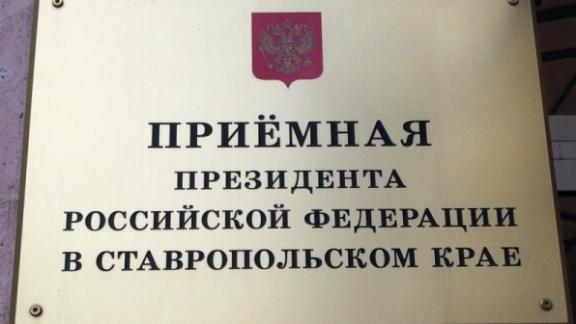 ПРИЁМНАЯ
ПРЕЗИДЕНТА
РОССИЙСКОЙ ФЕДЕРАЦИИ
В СТАВРОПОЛЬСКОМ КРАЕ